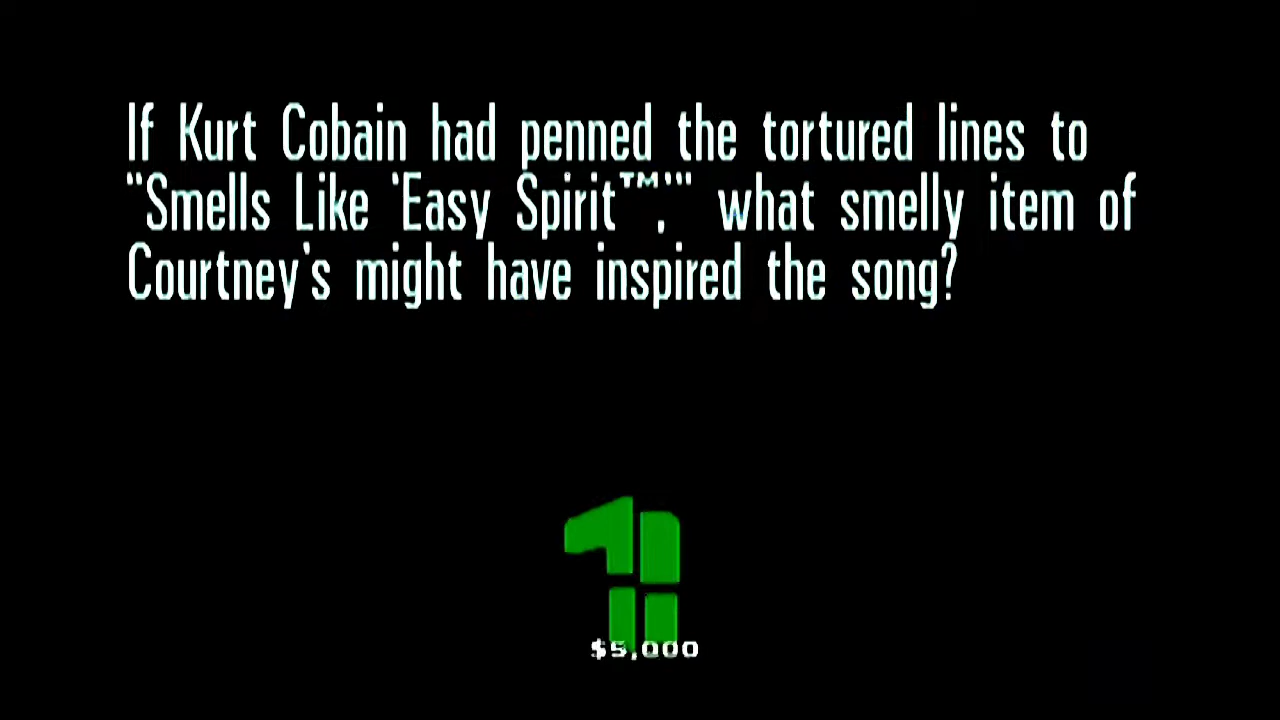 If Kurt Cobain had penned the tortured lines to
“Smells Like ‘Easy Spirit™,’” what smelly item of
Courtney's might have inspired the song?
$5,000